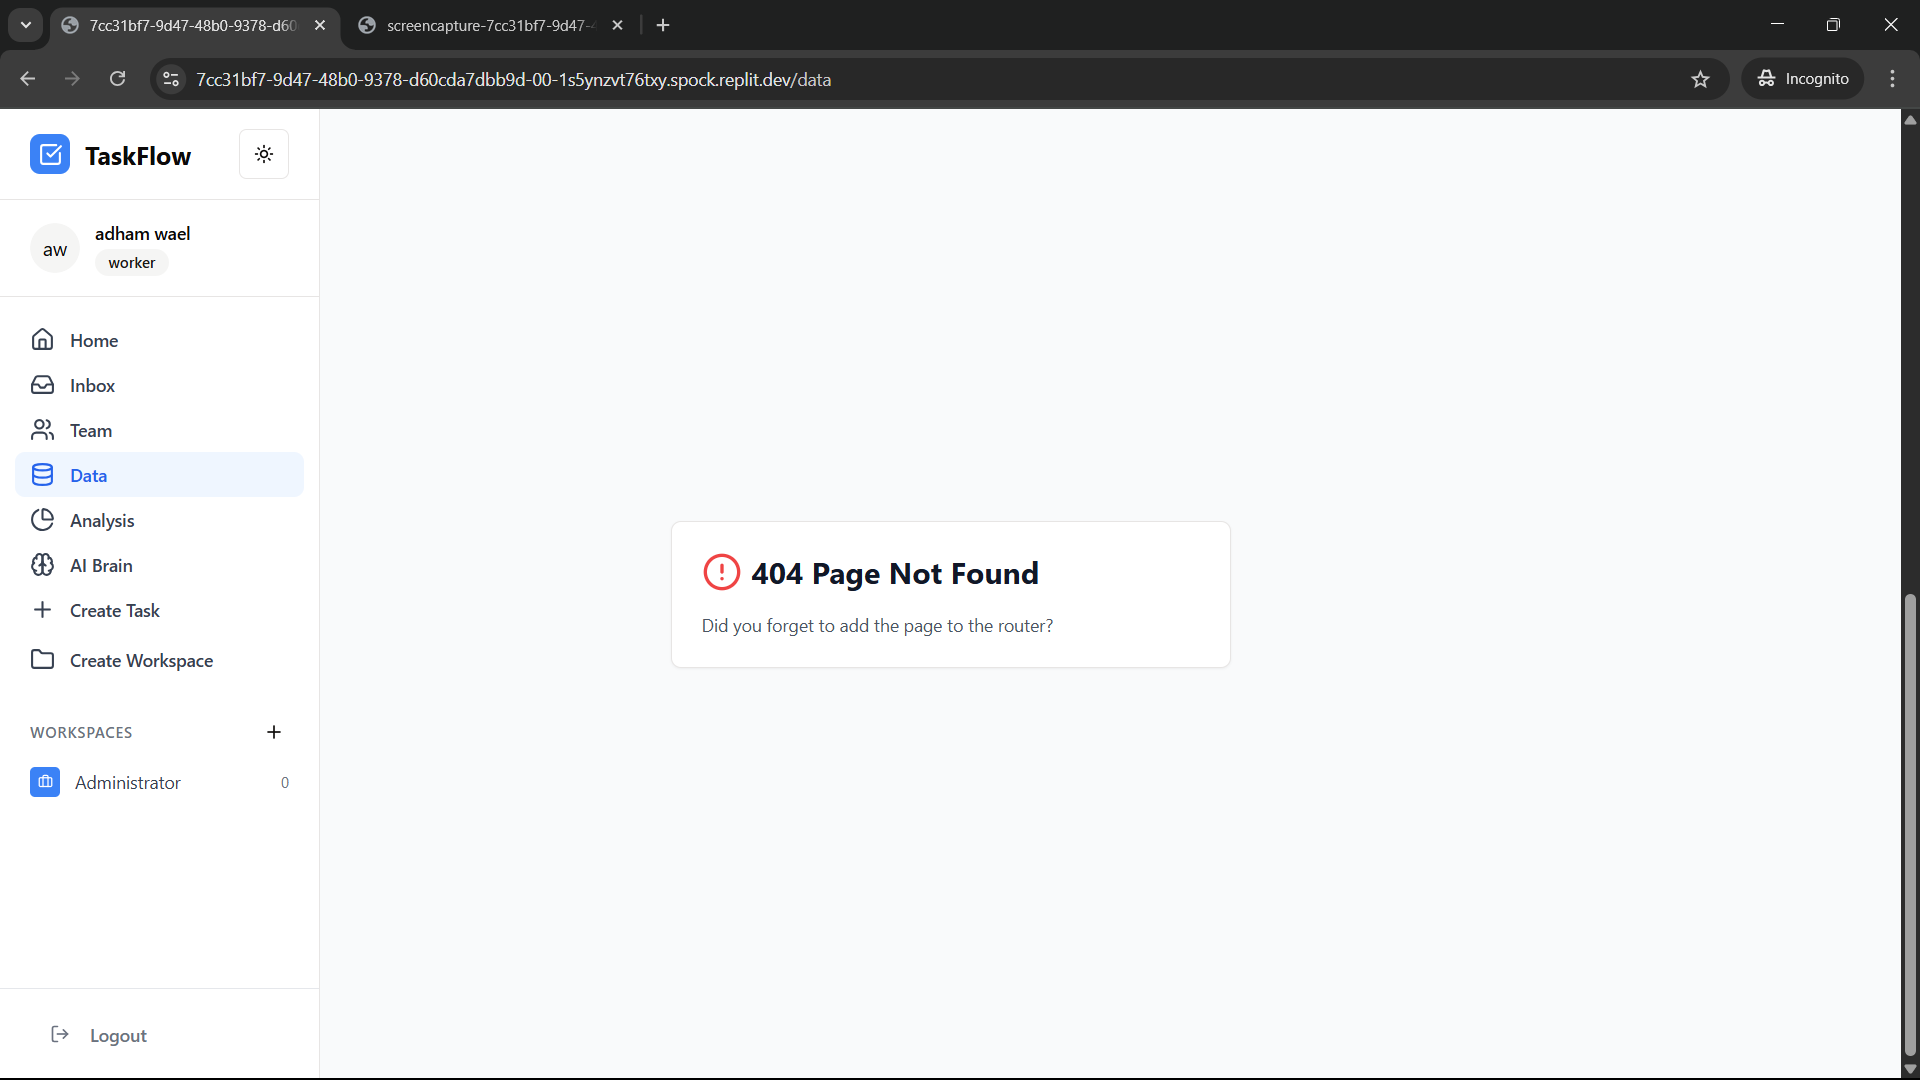 7cc31bf7-9d47-48b0-9378-d60
screencapture-7cc31bf7-9d47-4
7cc31bf7-9d47-48b0-9378-d60cda7dbb9d-00-1s5ynzvt76txy.spock.replit.dev/data
Incognito
TaskFlow
aw
adham wael
worker
Home
Inbox
Team
Data
Analysis
AI Brain
Create Task
Create Workspace
WORKSPACES
Administrator
0
Logout
404 Page Not Found
Did you forget to add the page to the router?